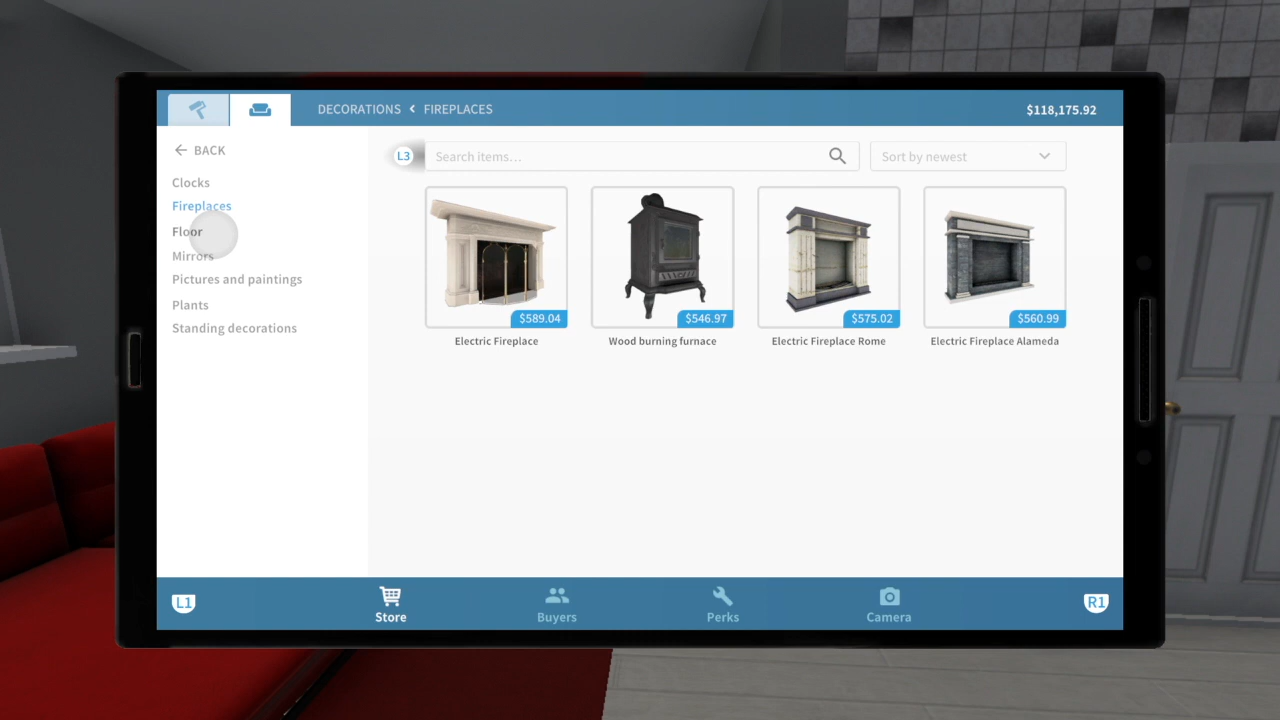 DECORATIONS < FIREPLACES
$118,175.92
BACK
Clocks
Fireplaces
Floor
Mirrors
Pictures and paintings
Plants
Standing decorations
L3
Search items...
Sort by newest
$589.04
$546.97
$575.02
$560.99
Electric Fireplace
Wood burning furnace
Electric Fireplace Rome
Electric Fireplace Alameda
L1
Store
Buyers
Perks
Camera
R1